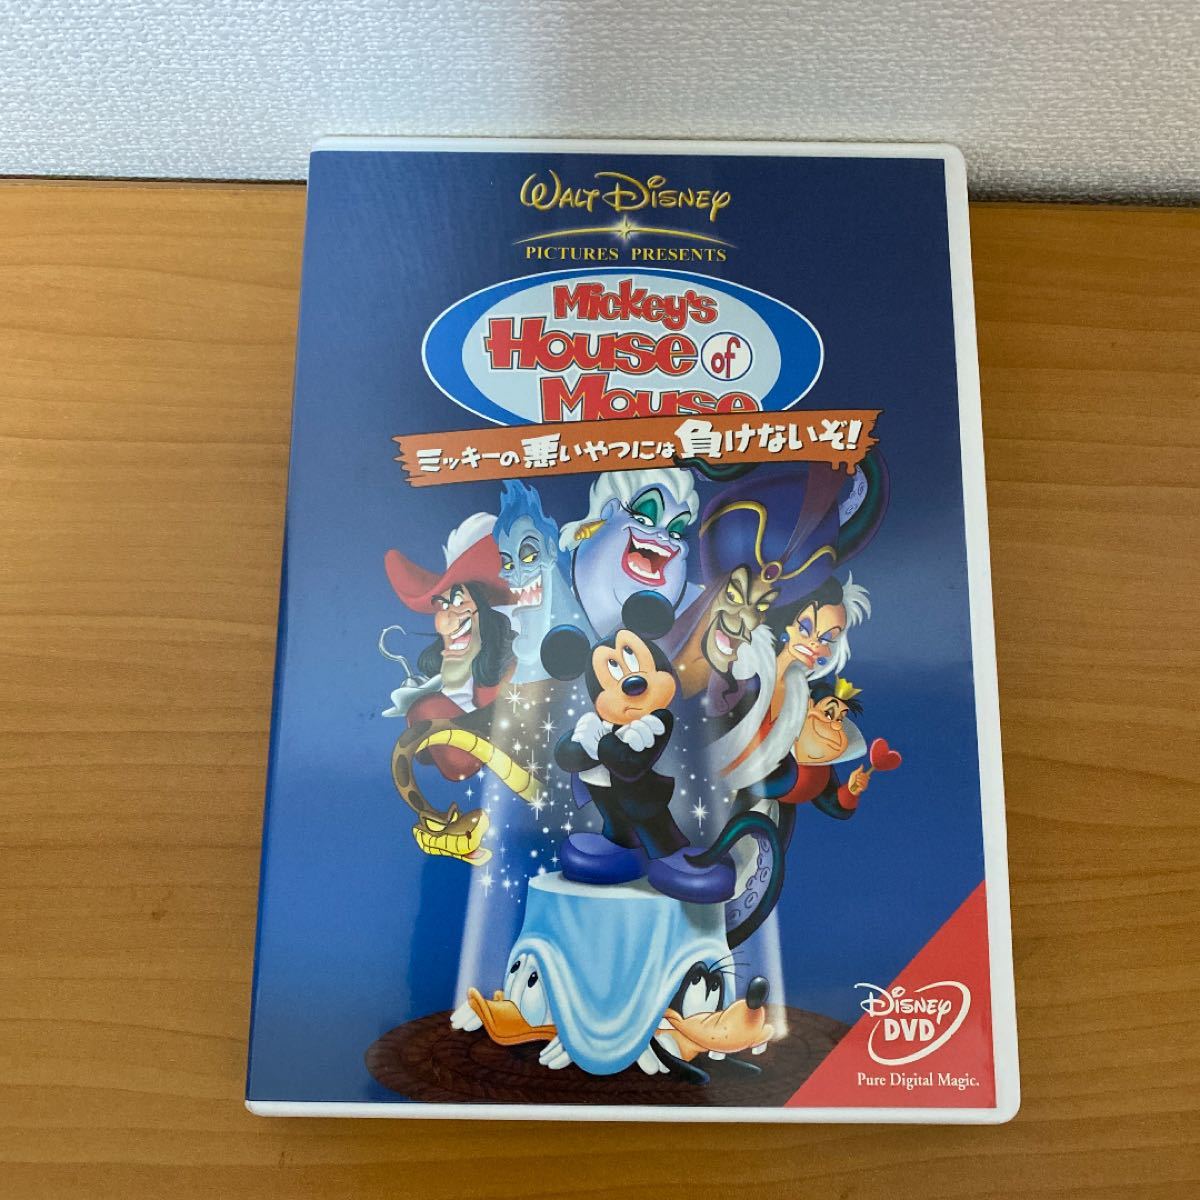 WALT DISNEY
PICTURES PRESENTS
Mickey's
House of
Mouse
ミッキーの悪いやつには負けないぞ!
DISNEY
DVD
Pure Digital Magic.